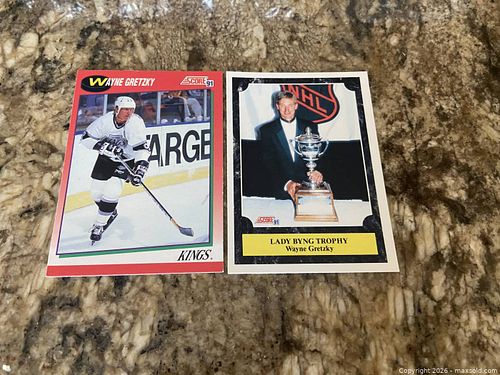 WAYNE GRETZKY
SCORE 91
ARGE
KINGS
NHL
SCORE 91
LADY BYNG TROPHY
Wayne Gretzky
Copyright 2026 - maxsold.com